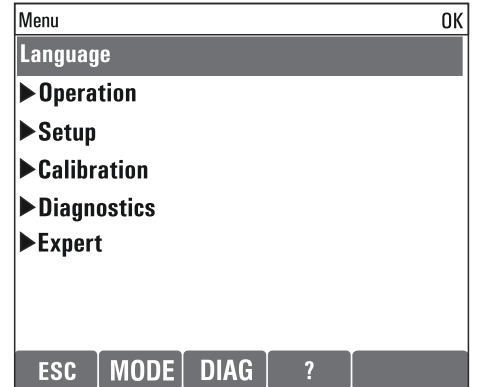 Menu OK
Language
▶Operation
▶Setup
▶Calibration
▶Diagnostics
▶Expert
ESC MODE DIAG ?